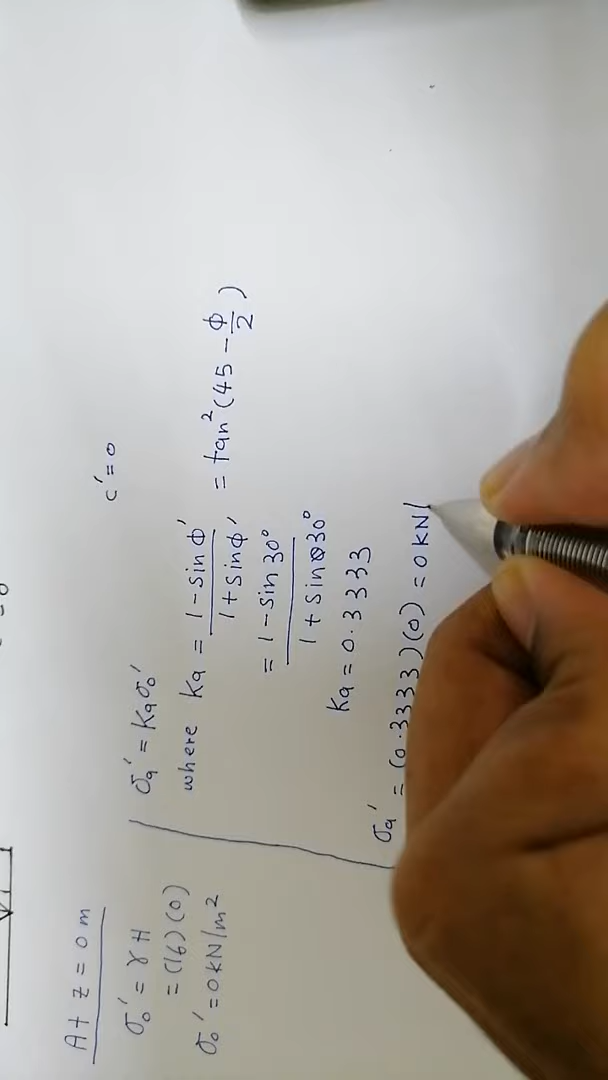 At z = 0 m
σo' = γH
= (16)(0)
σo' = 0 kN/m²
σa' = Kaσo'
c' = 0
where Ka = 1 - sin ϕ' / 1 + sin ϕ' = tan² (45 - ϕ/2)
= 1 - sin 30° / 1 + sin 30°
Ka = 0.3333
σa' = (0.3333)(0) = 0 kN/